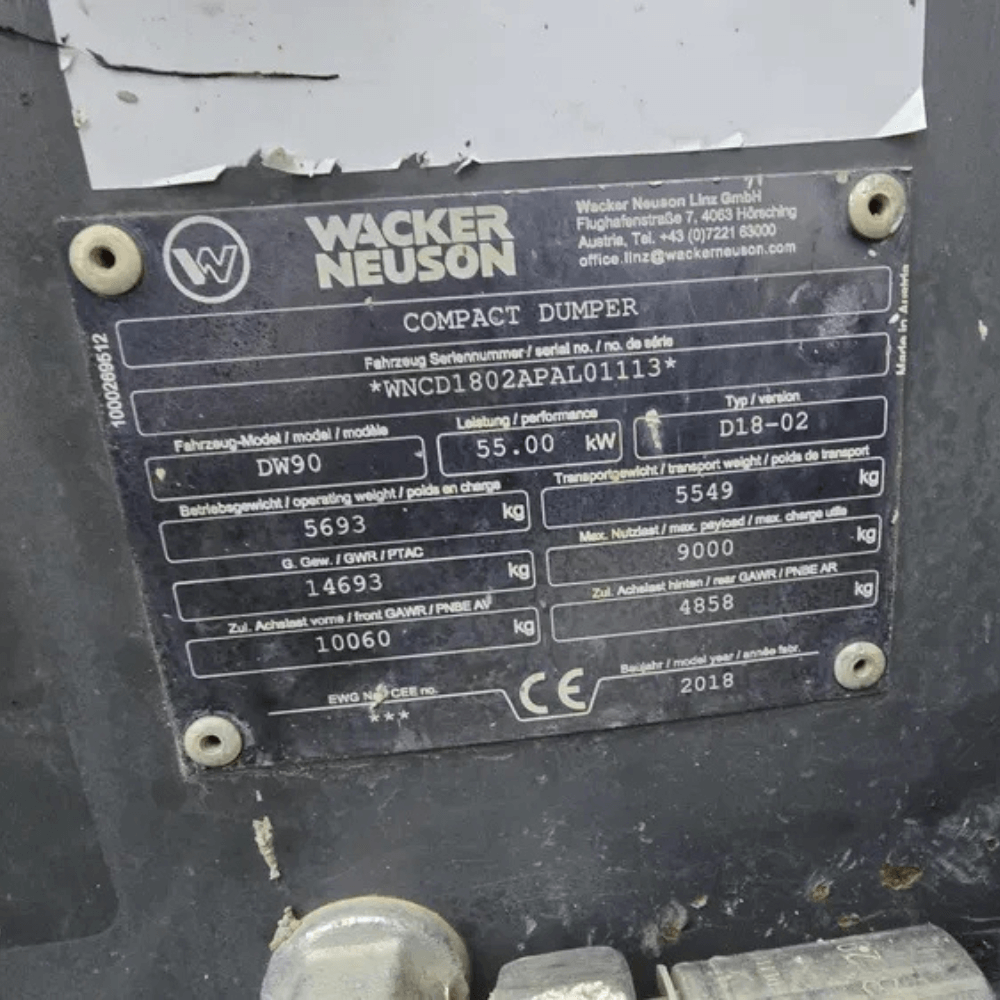 WACKER
NEUSON
Wacker Neuson Linz GmbH
Flughafenstraße 7, 4063 Hörsching
Austria, Tel. +43 (0)7221 63000
office.linz@wackerneuson.com
COMPACT DUMPER
Fahrzeug Seriennummer / serial no. / no. de série
*WNCD1802APAL01113*
Fahrzeug-Model / model / modèle
DW90
Leistung / performance
55.00 kW
Typ / version
D18-02
Betriebsgewicht / operating weight / poids en charge
5693 kg
Transportgewicht / transport weight / poids de transport
5549 kg
G. Gew. / GWR / PTAC
14693 kg
Max. Nutzlast / max. payload / max. charge utile
9000 kg
Zul. Achslast vorne / front GAWR / PNBE AV
10060 kg
Zul. Achslast hinten / rear GAWR / PNBE AR
4858 kg
EWG Nr. / CEE no.
***
CE
Baujahr / model year / année fabr.
2018
1000269512
Made in Austria